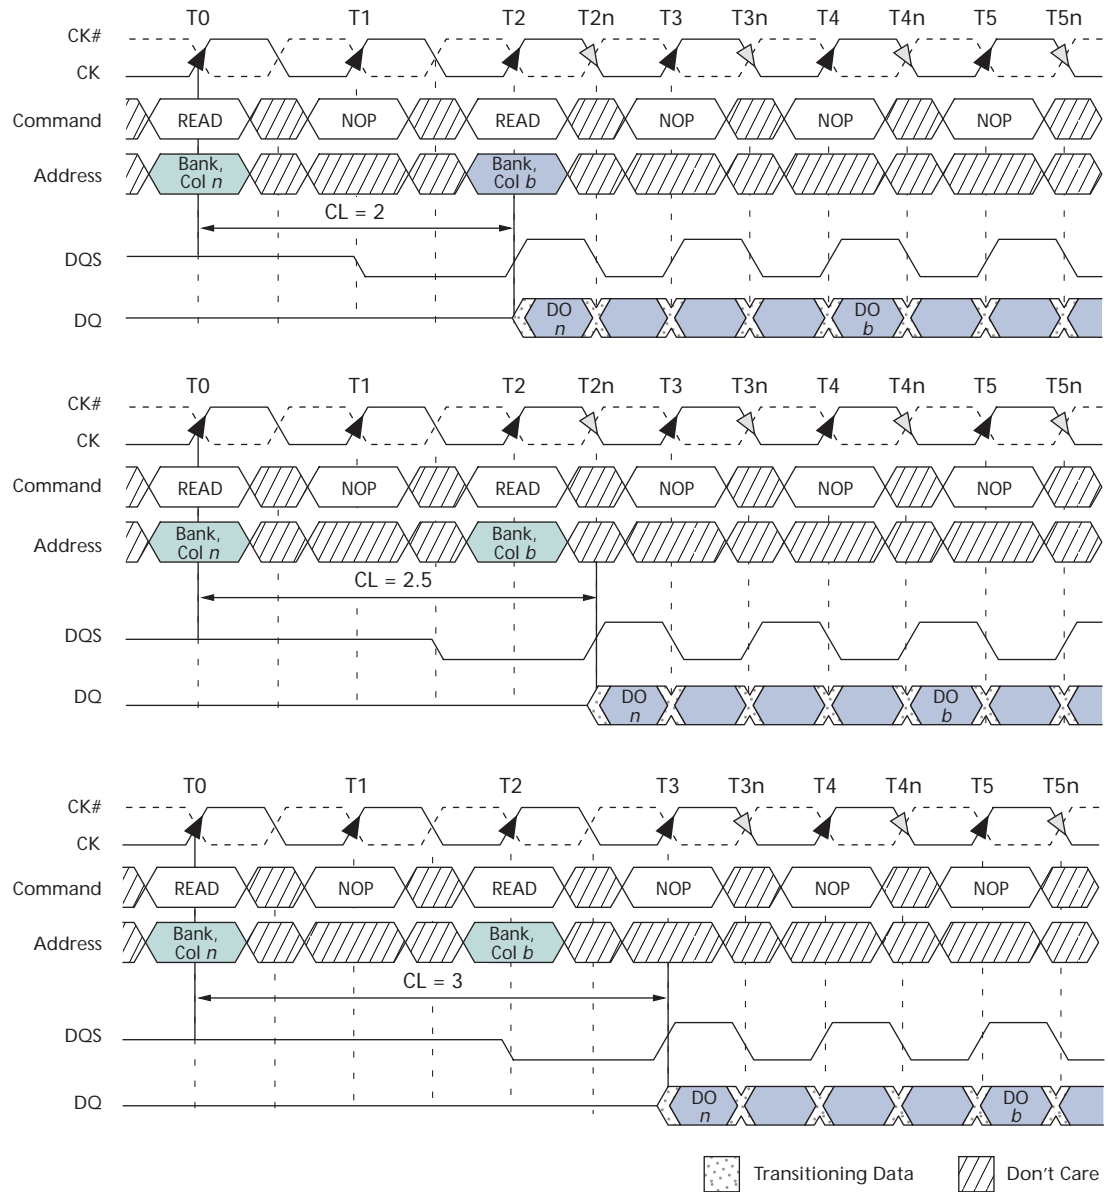 T0 T1 T2 T2n T3 T3n T4 T4n T5 T5n
CK#
CK
Command READ NOP READ NOP NOP NOP
Address Bank, Col n Bank, Col b
CL = 2
DQS
DQ DO n DO b
T0 T1 T2 T2n T3 T3n T4 T4n T5 T5n
CK#
CK
Command READ NOP READ NOP NOP NOP
Address Bank, Col n Bank, Col b
CL = 2.5
DQS
DQ DO n DO b
T0 T1 T2 T3 T3n T4 T4n T5 T5n
CK#
CK
Command READ NOP READ NOP NOP NOP
Address Bank, Col n Bank, Col b
CL = 3
DQS
DQ DO n DO b
Transitioning Data Don't Care